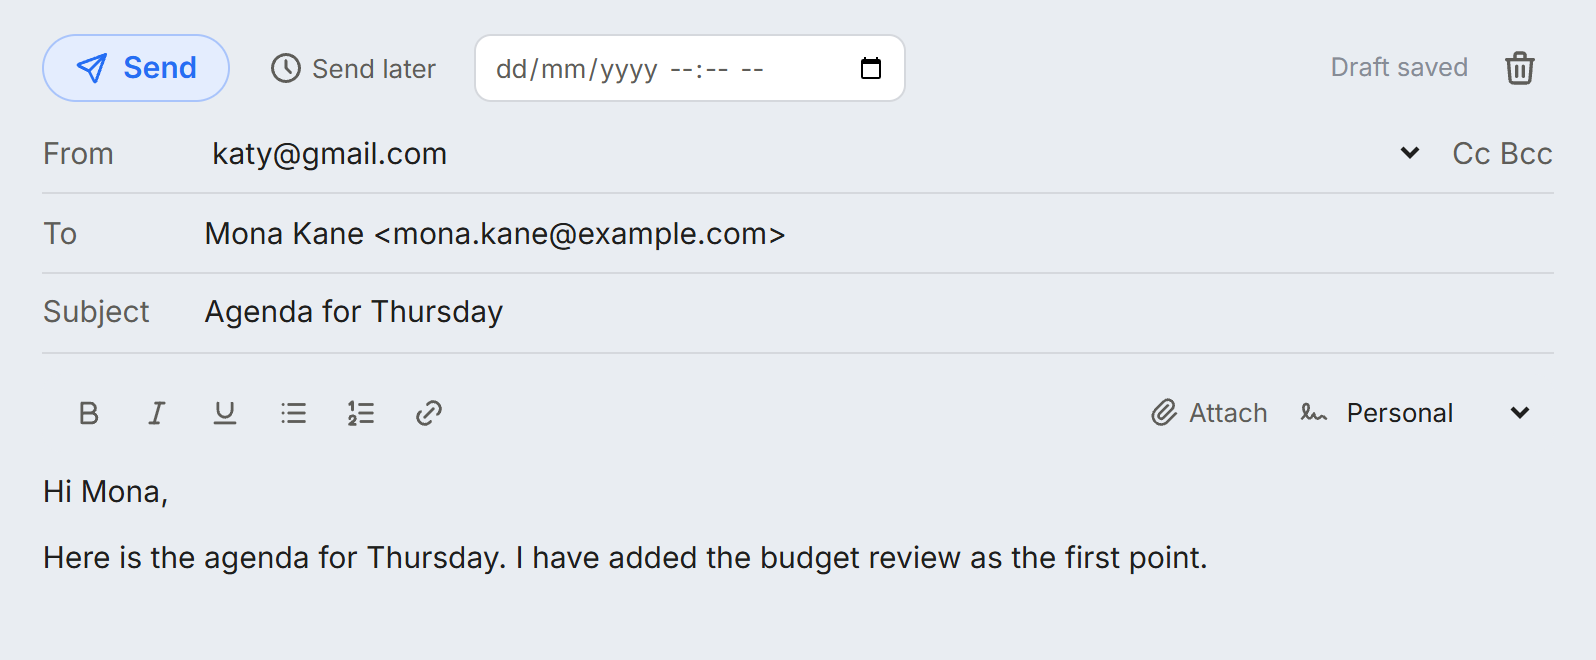 Send Send later dd/mm/yyyy --:-- -- Draft saved
From katy@gmail.com Cc Bcc
To Mona Kane <mona.kane@example.com>
Subject Agenda for Thursday
Attach Personal
Hi Mona,
Here is the agenda for Thursday. I have added the budget review as the first point.